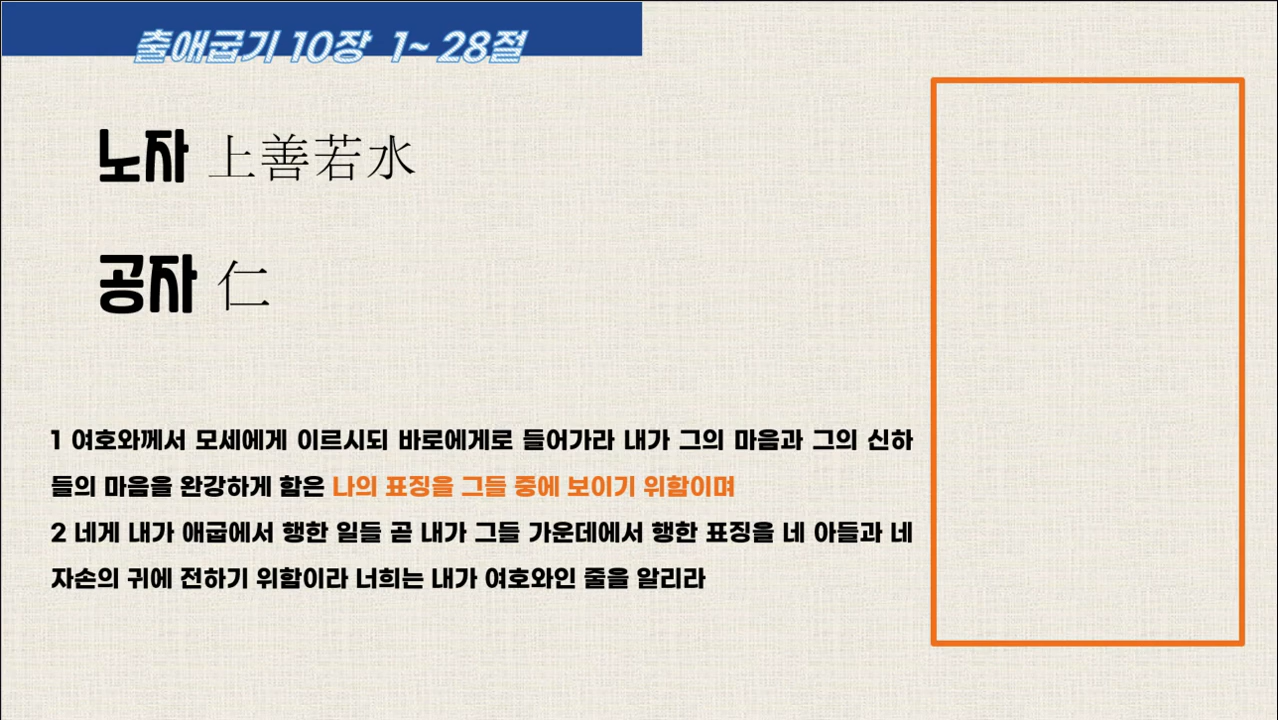 출애굽기 10장 1~ 28절
노자 上善若水
공자 仁
1 여호와께서 모세에게 이르시되 바로에게로 들어가라 내가 그의 마음과 그의 신하
들의 마음을 완강하게 함은 나의 표징을 그들 중에 보이기 위함이며
2 네게 내가 애굽에서 행한 일들 곧 내가 그들 가운데에서 행한 표징을 네 아들과 네
자손의 귀에 전하기 위함이라 너희는 내가 여호와인 줄을 알리라